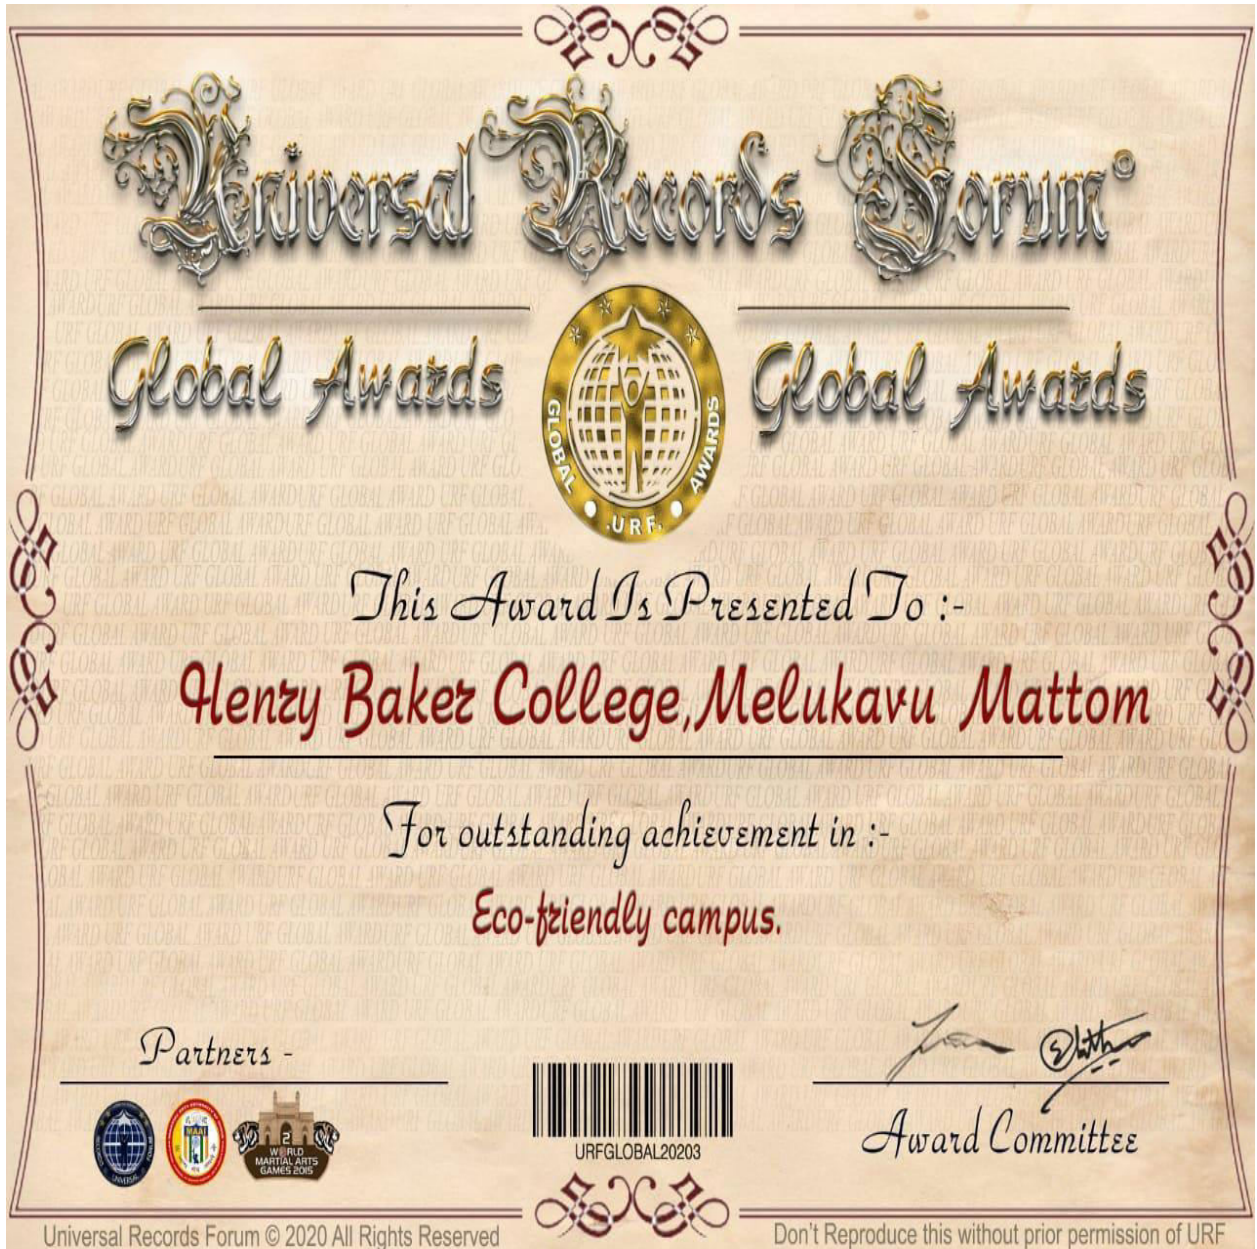 Universal Records Forum©
Global Awards
Global Awards
GLOBAL AWARDS
.URF.
This Award Is Presented To :-
Henry Baker College,Melukavu Mattom
For outstanding achievement in :-
Eco-friendly campus.
Partners -
MAAI
2
WORLD
MARTIAL ARTS
GAMES 2015
URFGLOBAL20203
Award Committee
Universal Records Forum © 2020 All Rights Reserved
Don't Reproduce this without prior permission of URF